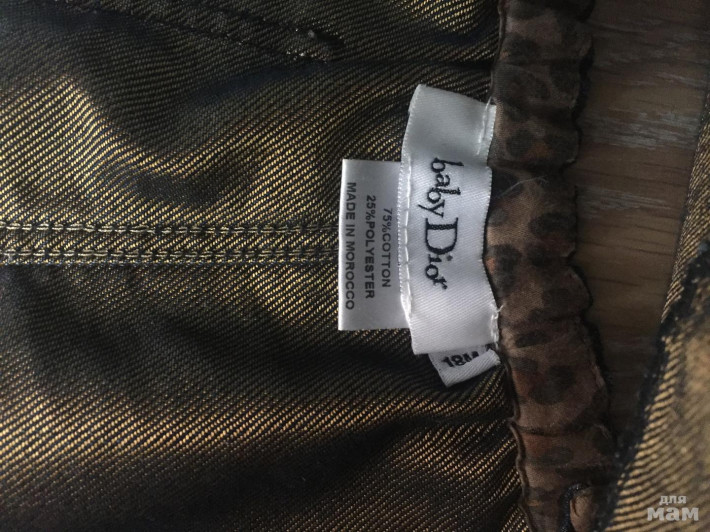 baby Dior
75%COTTON
25%POLYESTER
MADE IN MOROCCO
18M
для
мам